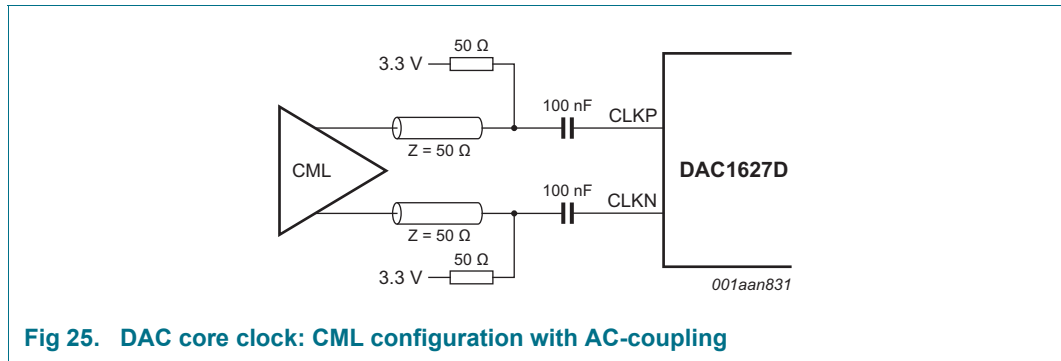 50 Ω
3.3 V
100 nF
CLKP
Z = 50 Ω
CML
DAC1627D
100 nF
CLKN
Z = 50 Ω
50 Ω
3.3 V
001aan831
Fig 25. DAC core clock: CML configuration with AC-coupling